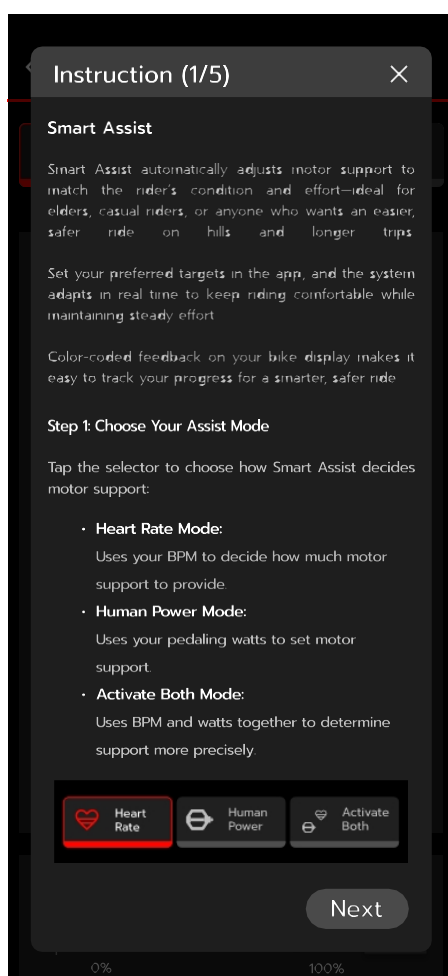 Instruction (1/5)
Smart Assist
Smart Assist automatically adjusts motor support to
match the rider's condition and effort—ideal for
elders, casual riders, or anyone who wants an easier,
safer ride on hills and longer trips
Set your preferred targets in the app, and the system
adapts in real time to keep riding comfortable while
maintaining steady effort
Color-coded feedback on your bike display makes it
easy to track your progress for a smarter, safer ride
Step 1: Choose Your Assist Mode
Tap the selector to choose how Smart Assist decides
motor support:
• Heart Rate Mode:
Uses your BPM to decide how much motor
support to provide.
• Human Power Mode:
Uses your pedaling watts to set motor
support.
• Activate Both Mode:
Uses BPM and watts together to determine
support more precisely.
Heart
Rate
Human
Power
Activate
Both
Next
0%
100%